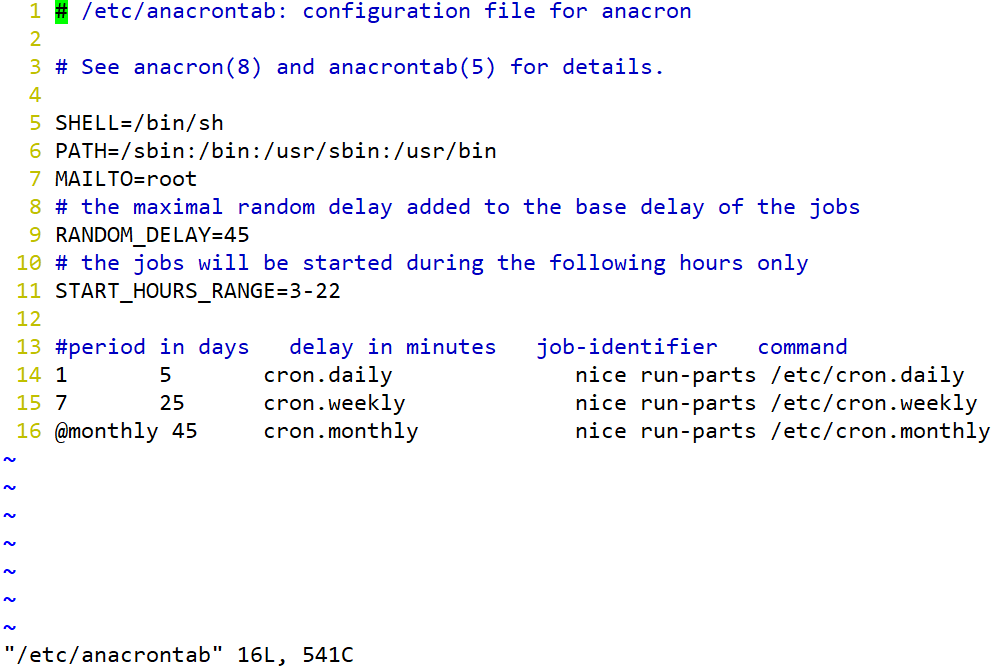 1 # /etc/anacrontab: configuration file for anacron
2
3 # See anacron(8) and anacrontab(5) for details.
4
5 SHELL=/bin/sh
6 PATH=/sbin:/bin:/usr/sbin:/usr/bin
7 MAILTO=root
8 # the maximal random delay added to the base delay of the jobs
9 RANDOM_DELAY=45
10 # the jobs will be started during the following hours only
11 START_HOURS_RANGE=3-22
12
13 #period in days   delay in minutes   job-identifier   command
14 1       5       cron.daily              nice run-parts /etc/cron.daily
15 7       25      cron.weekly             nice run-parts /etc/cron.weekly
16 @monthly 45     cron.monthly            nice run-parts /etc/cron.monthly
~
~
~
~
~
~
~
"/etc/anacrontab" 16L, 541C